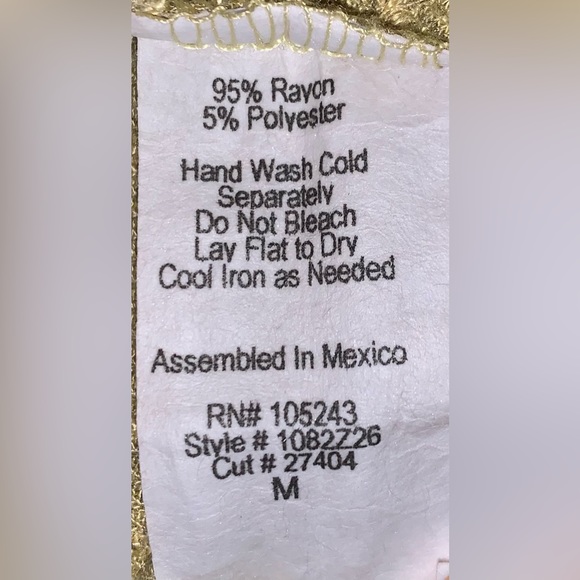 95% Rayon
5% Polyester
Hand Wash Cold
Separately
Do Not Bleach
Lay Flat to Dry
Cool Iron as Needed
Assembled In Mexico
RN# 105243
Style # 1082Z26
Cut # 27404
M